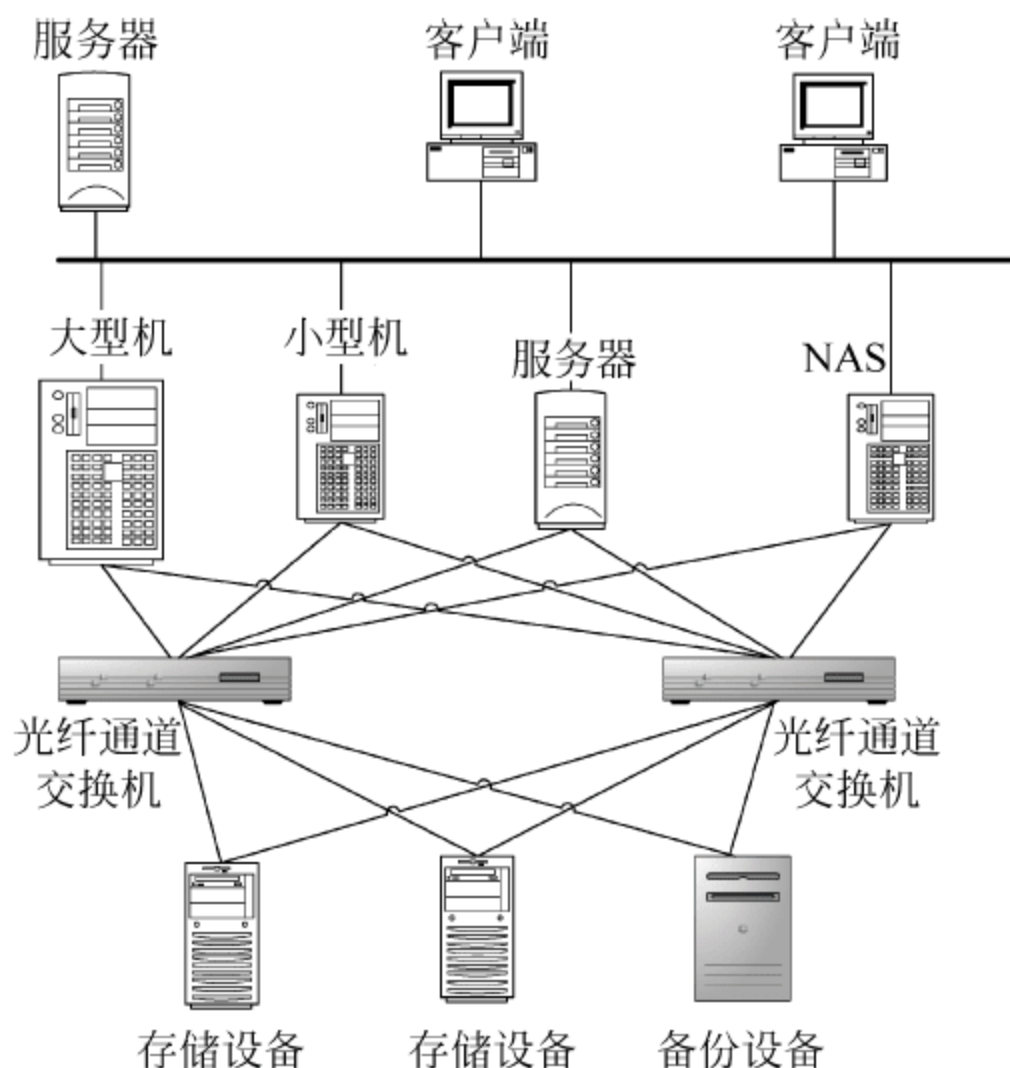 服务器
客户端
客户端
大型机
小型机
服务器
NAS
光纤通道
交换机
光纤通道
交换机
存储设备
存储设备
备份设备